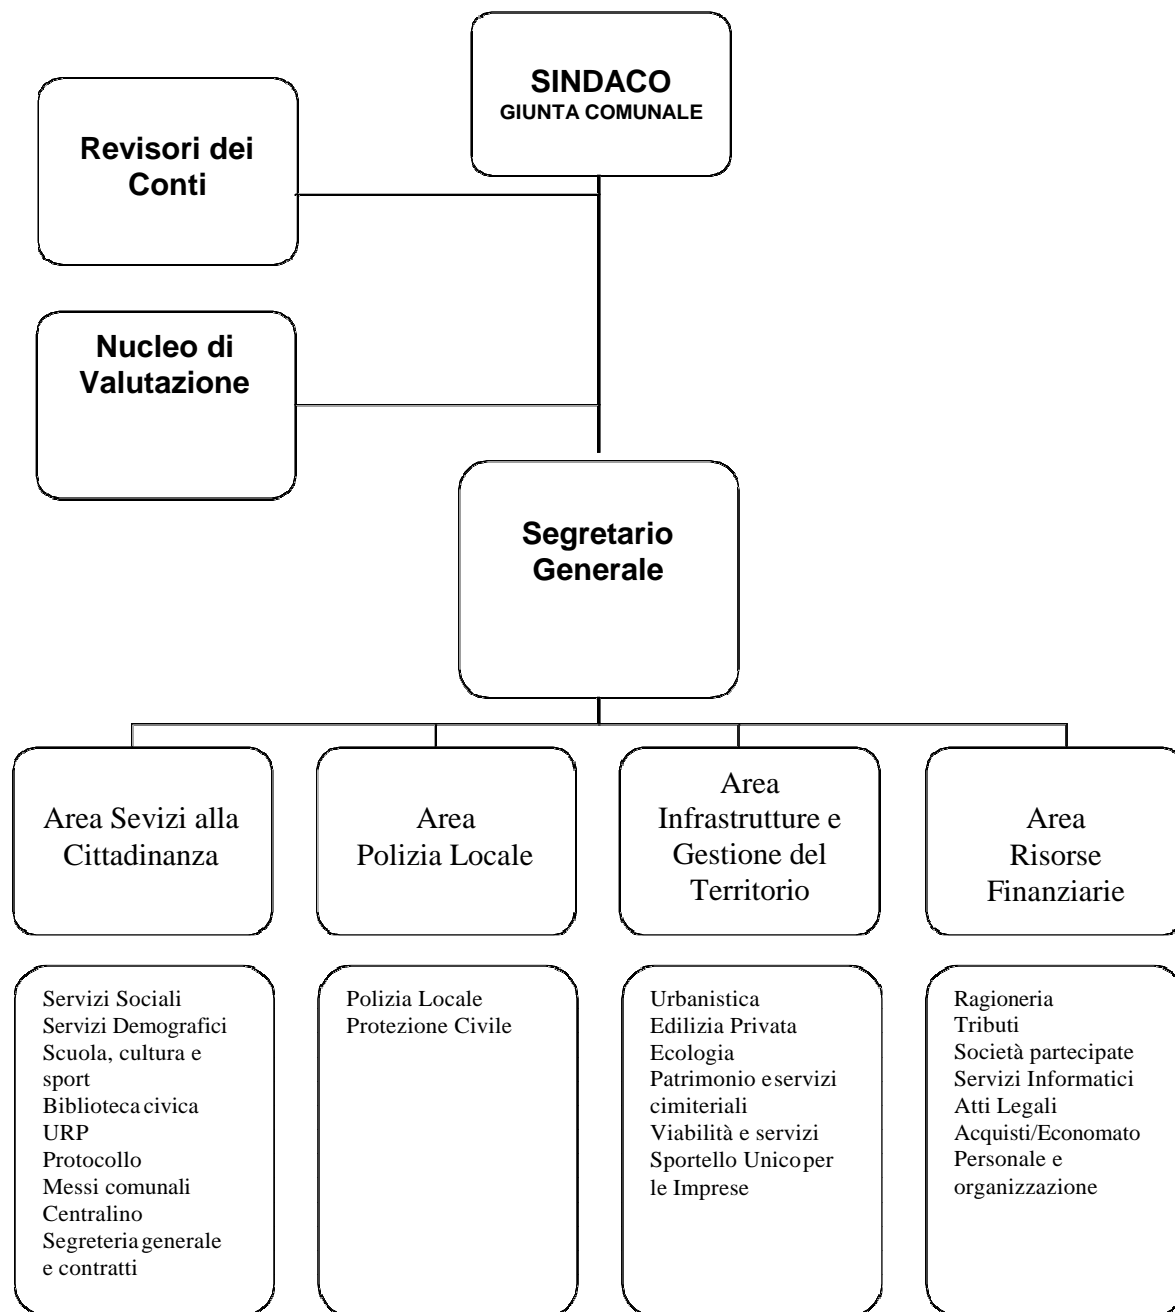 SINDACO
GIUNTA COMUNALE
Revisori dei
Conti
Nucleo di
Valutazione
Segretario
Generale
Area Sevizi alla
Cittadinanza
Area
Polizia Locale
Area
Infrastrutture e
Gestione del
Territorio
Area
Risorse
Finanziarie
Servizi Sociali
Servizi Demografici
Scuola, cultura e
sport
Biblioteca civica
URP
Protocollo
Messi comunali
Centralino
Segreteria generale
e contratti
Polizia Locale
Protezione Civile
Urbanistica
Edilizia Privata
Ecologia
Patrimonio e servizi
cimiteriali
Viabilità e servizi
Sportello Unico per
le Imprese
Ragioneria
Tributi
Società partecipate
Servizi Informatici
Atti Legali
Acquisti/Economato
Personale e
organizzazione